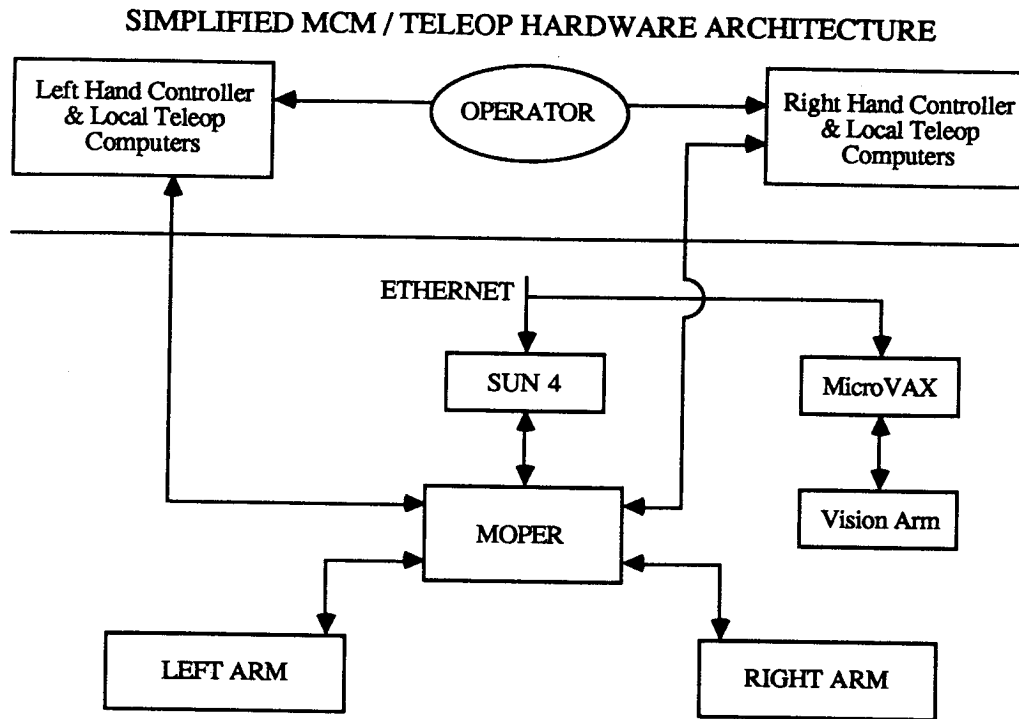 SIMPLIFIED MCM / TELEOP HARDWARE ARCHITECTURE
Left Hand Controller
& Local Teleop
Computers
OPERATOR
Right Hand Controller
& Local Teleop
Computers
ETHERNET
SUN 4
MicroVAX
MOPER
Vision Arm
LEFT ARM
RIGHT ARM